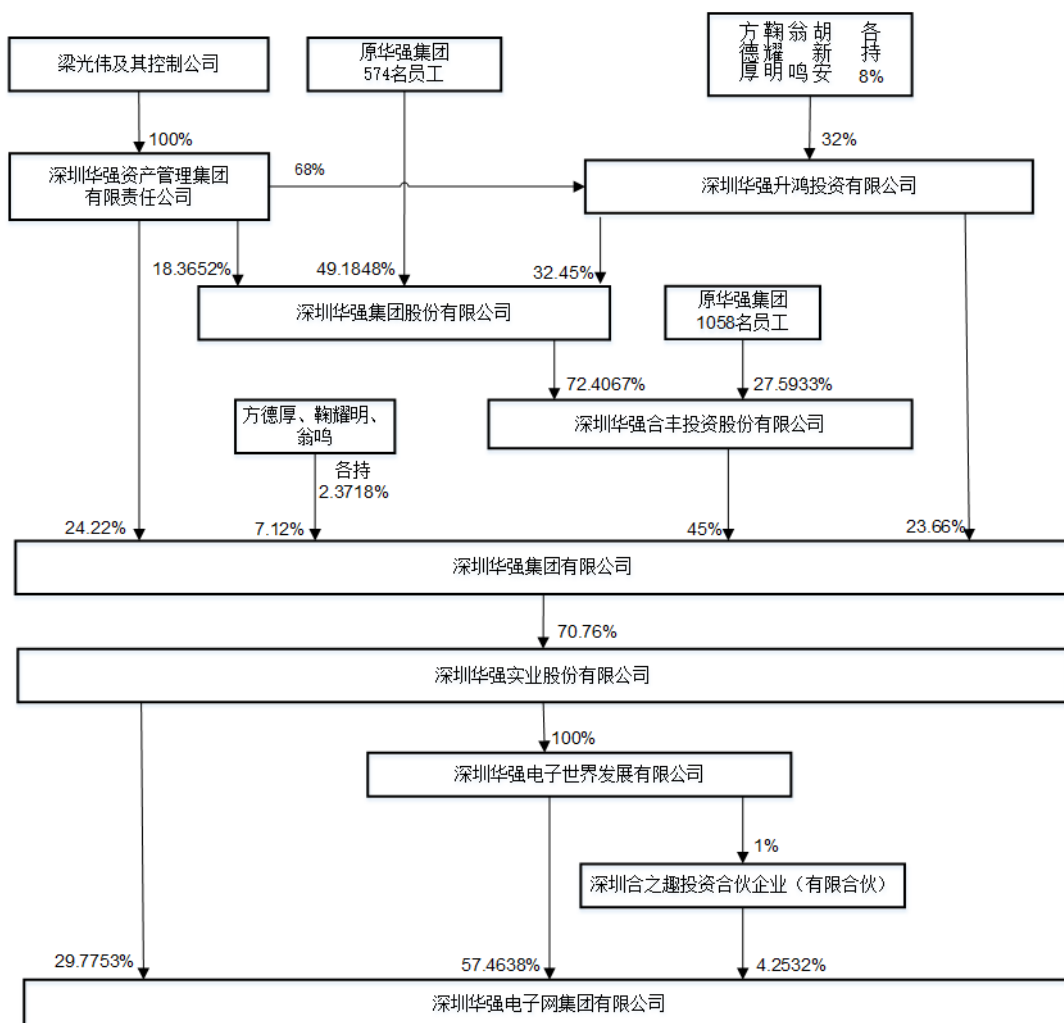 梁光伟及其控制公司
原华强集团
574名员工
方德厚
鞠耀明
翁鸣
胡新安
各持
8%
100%
32%
深圳华强资产管理集团
有限责任公司
68%
深圳华强升鸿投资有限公司
18.3652%
49.1848%
32.45%
深圳华强集团股份有限公司
原华强集团
1058名员工
72.4067%
27.5933%
方德厚、鞠耀明、
翁鸣
深圳华强合丰投资股份有限公司
各持
2.3718%
24.22%
7.12%
45%
23.66%
深圳华强集团有限公司
70.76%
深圳华强实业股份有限公司
100%
深圳华强电子世界发展有限公司
1%
深圳合之趣投资合伙企业（有限合伙）
29.7753%
57.4638%
4.2532%
深圳华强电子网集团有限公司